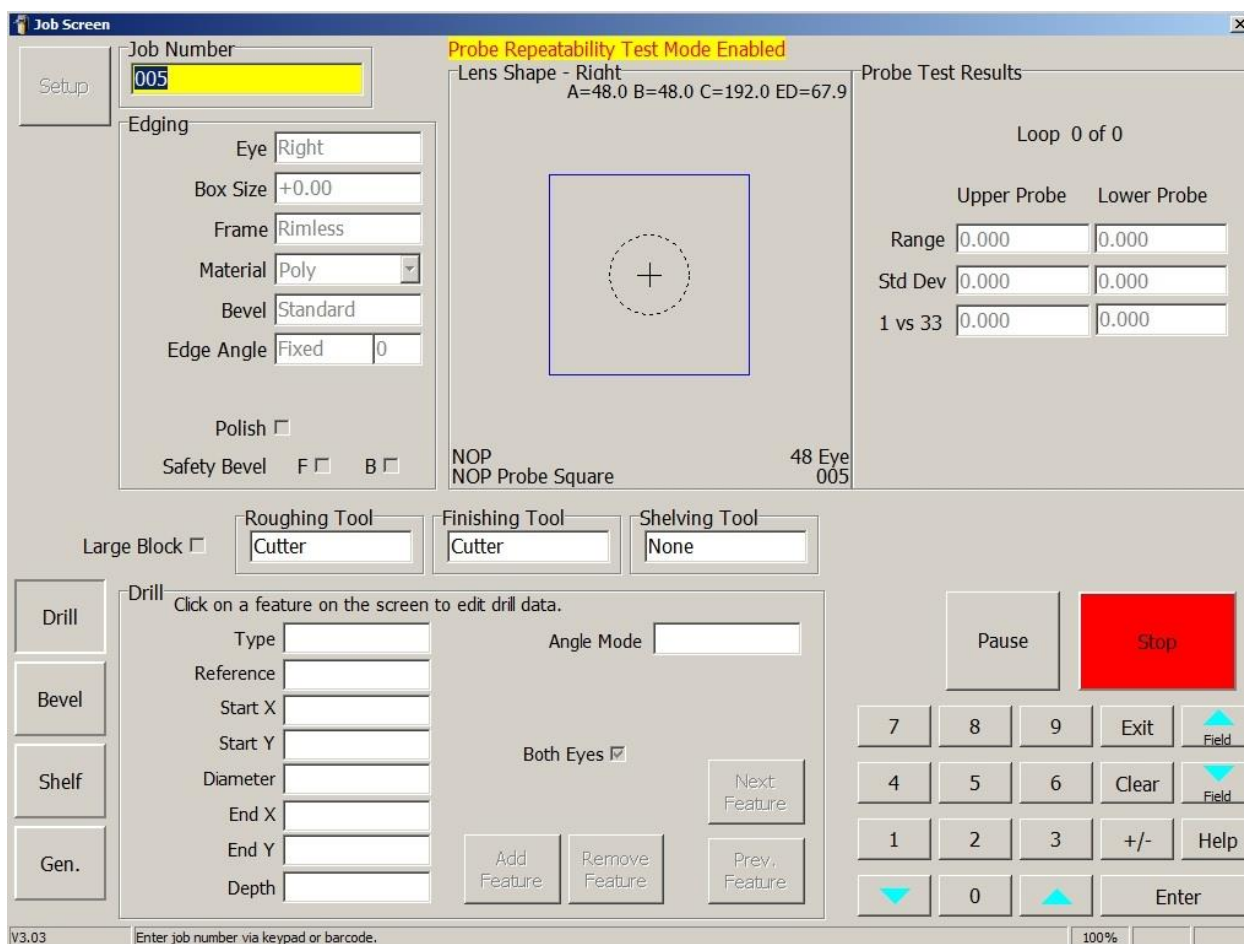 Job Screen
Setup
Job Number
005
Probe Repeatability Test Mode Enabled
Edging
Eye Right
Box Size +0.00
Frame Rimless
Material Poly
Bevel Standard
Edge Angle Fixed 0
Polish
Safety Bevel F B
Lens Shape - Right
A=48.0 B=48.0 C=192.0 ED=67.9
NOP 48 Eye
NOP Probe Square 005
Probe Test Results
Loop 0 of 0
Upper Probe Lower Probe
Range 0.000 0.000
Std Dev 0.000 0.000
1 vs 33 0.000 0.000
Large Block
Roughing Tool
Cutter
Finishing Tool
Cutter
Shelving Tool
None
Drill
Bevel
Shelf
Gen.
Drill
Click on a feature on the screen to edit drill data.
Type
Reference
Start X
Start Y
Diameter
End X
End Y
Depth
Angle Mode
Both Eyes
Next
Feature
Add
Feature
Remove
Feature
Prev.
Feature
Pause
Stop
7 8 9 Exit Field
4 5 6 Clear Field
1 2 3 +/- Help
0 Enter
V3.03 Enter job number via keypad or barcode. 100%